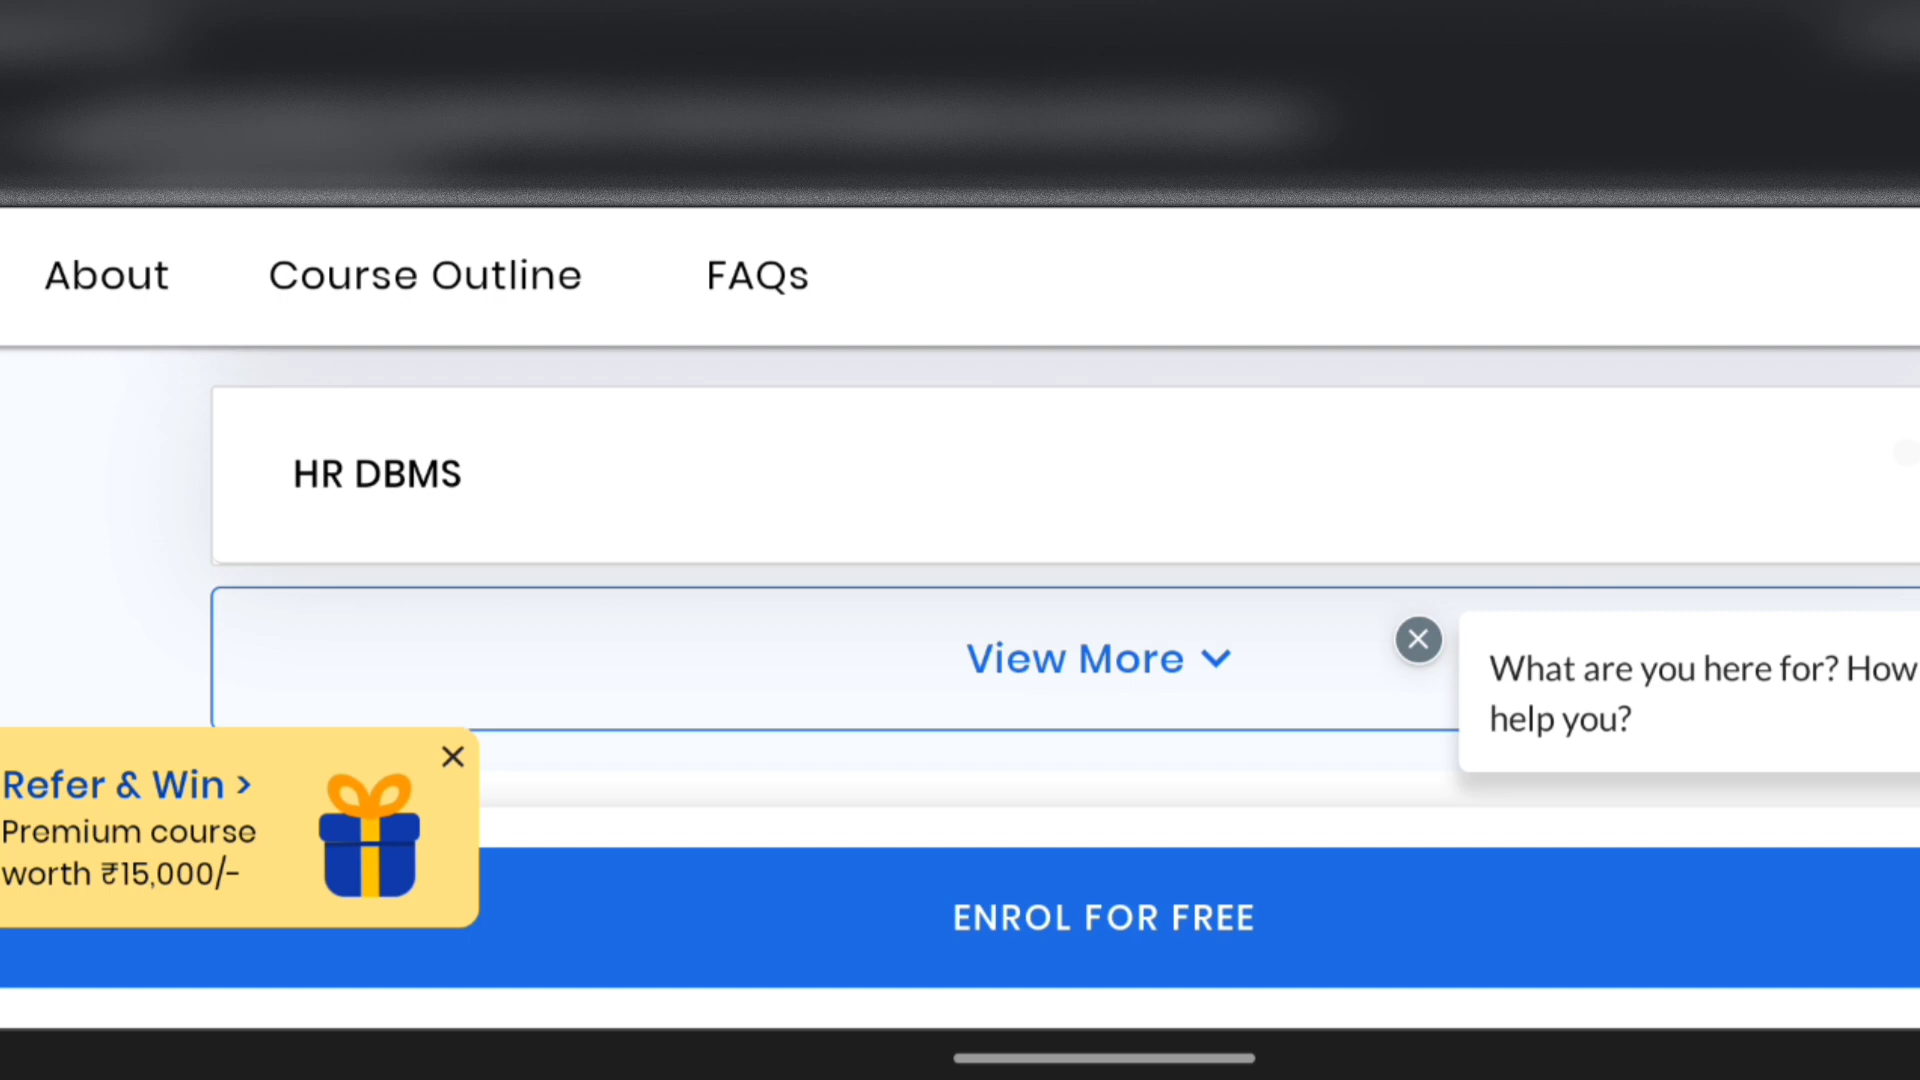 About
Course Outline
FAQs
HR DBMS
View More
What are you here for? How
help you?
Refer & Win >
Premium course
worth ₹15,000/-
ENROL FOR FREE